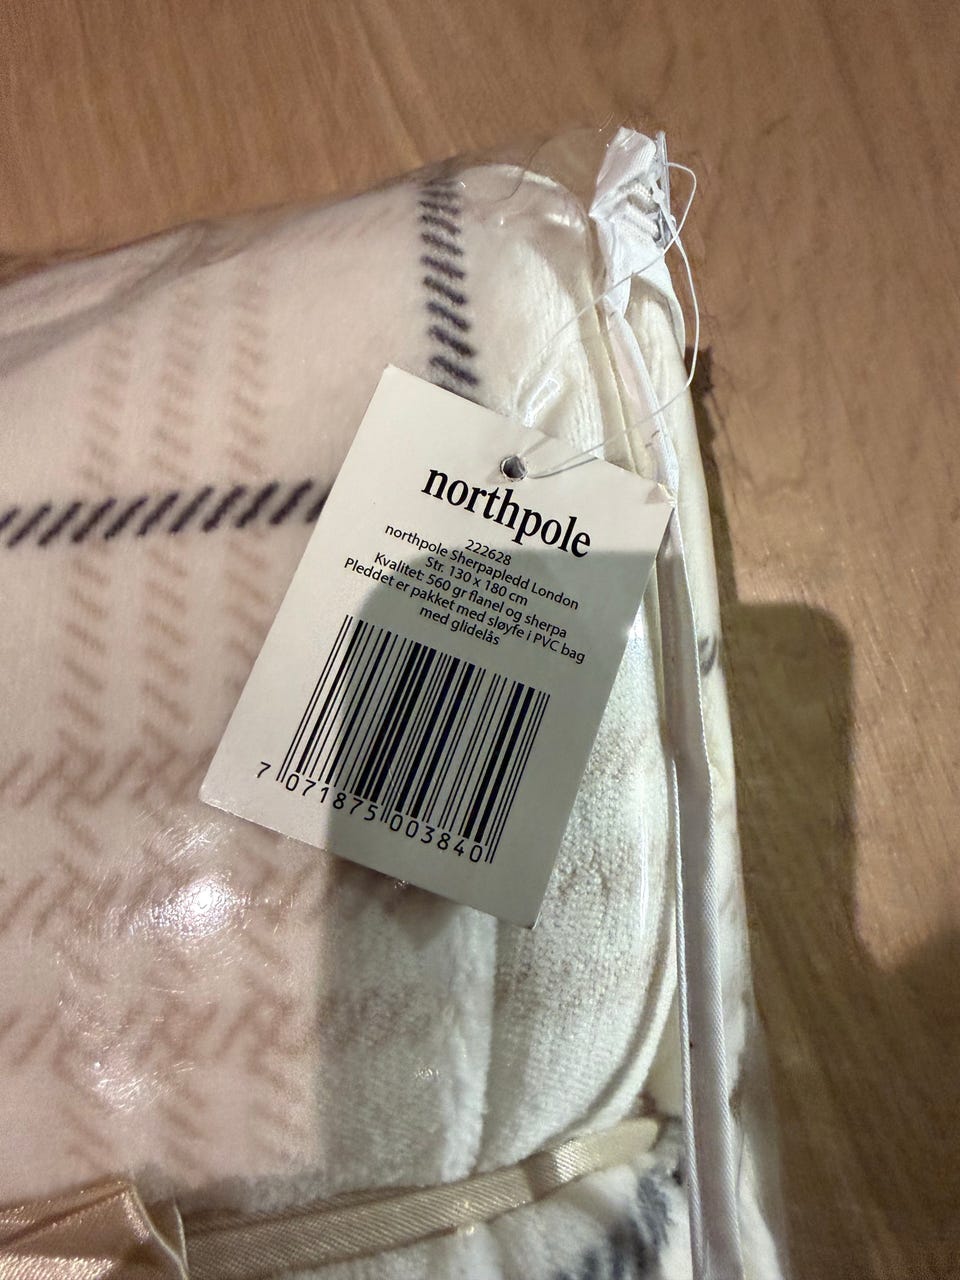 northpole
222628
northpole Sherpapledd London
Str. 130 x 180 cm
Kvalitet: 560 gr flanel og sherpa
Pleddet er pakket med sløyfe i PVC bag
med glidelås
7 071875 003840